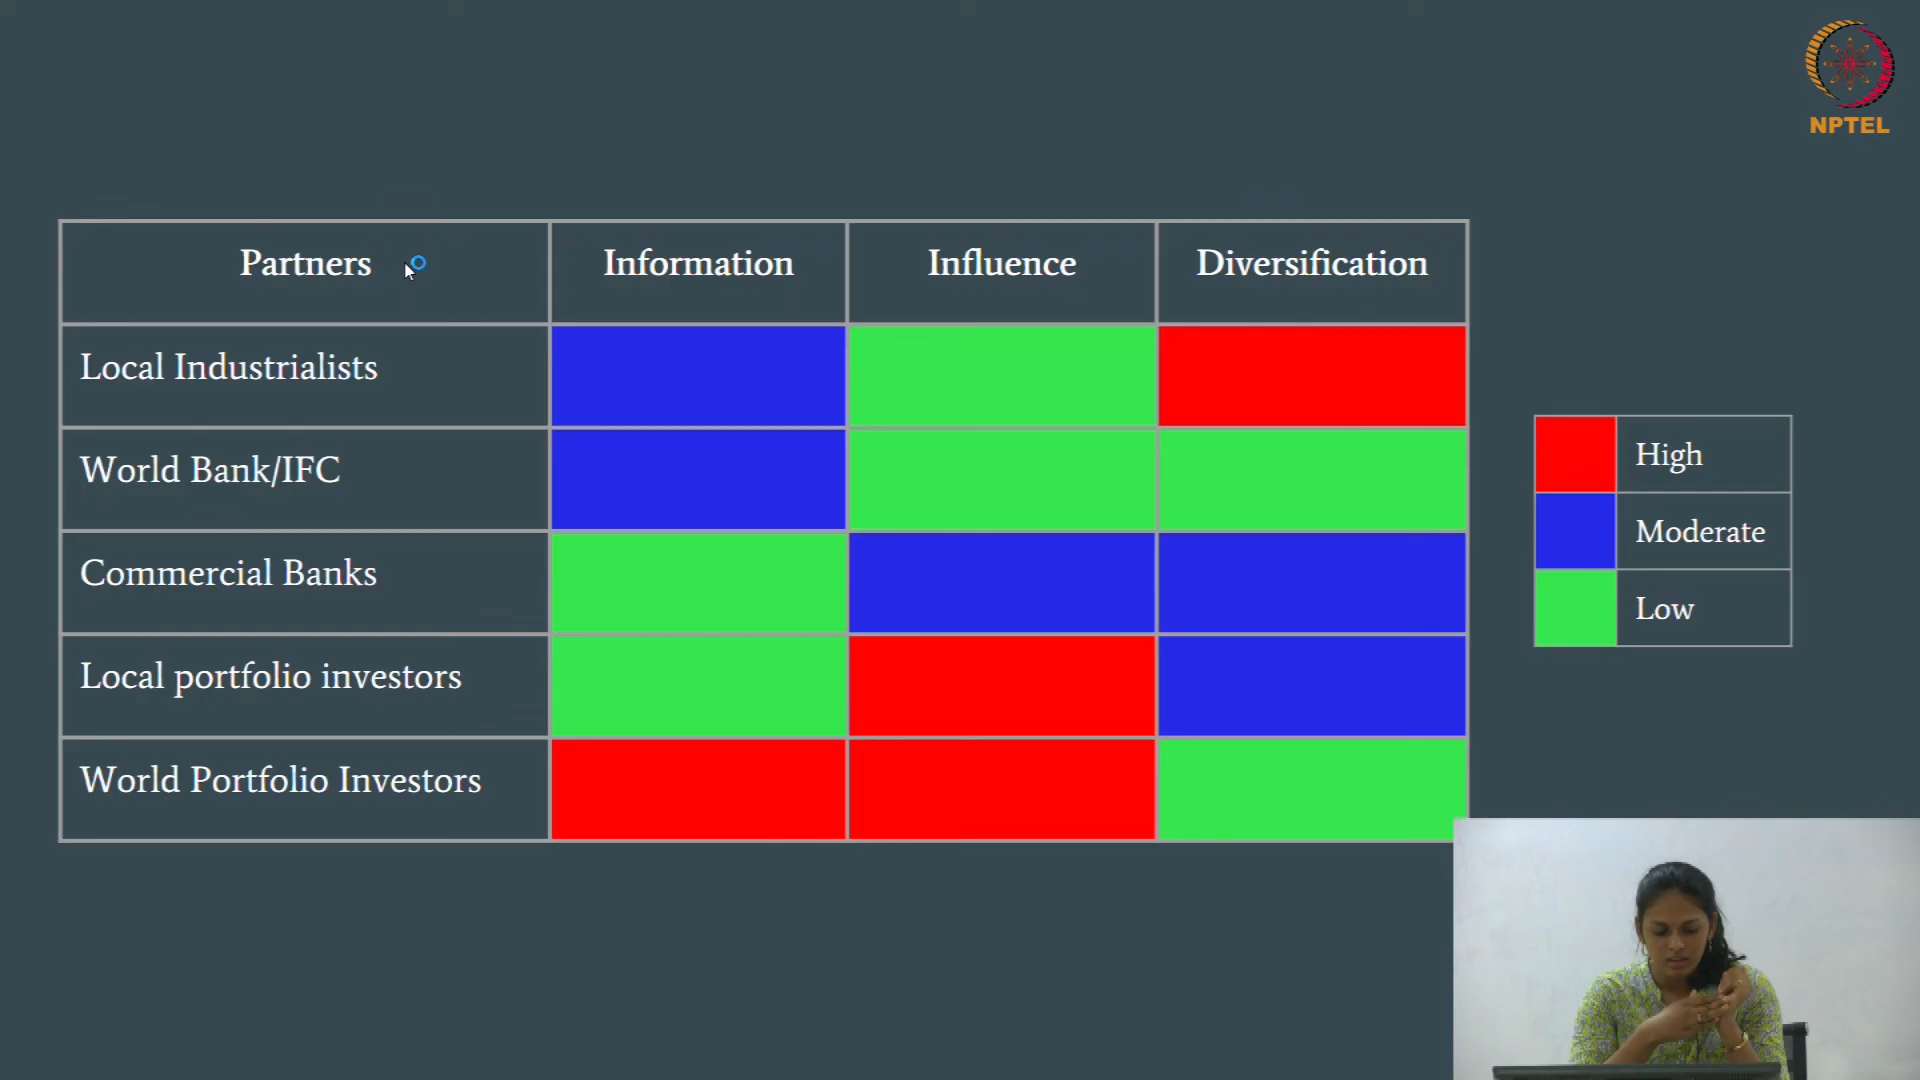 NPTEL
Partners Information Influence Diversification
Local Industrialists
World Bank/IFC
Commercial Banks
Local portfolio investors
World Portfolio Investors
High
Moderate
Low